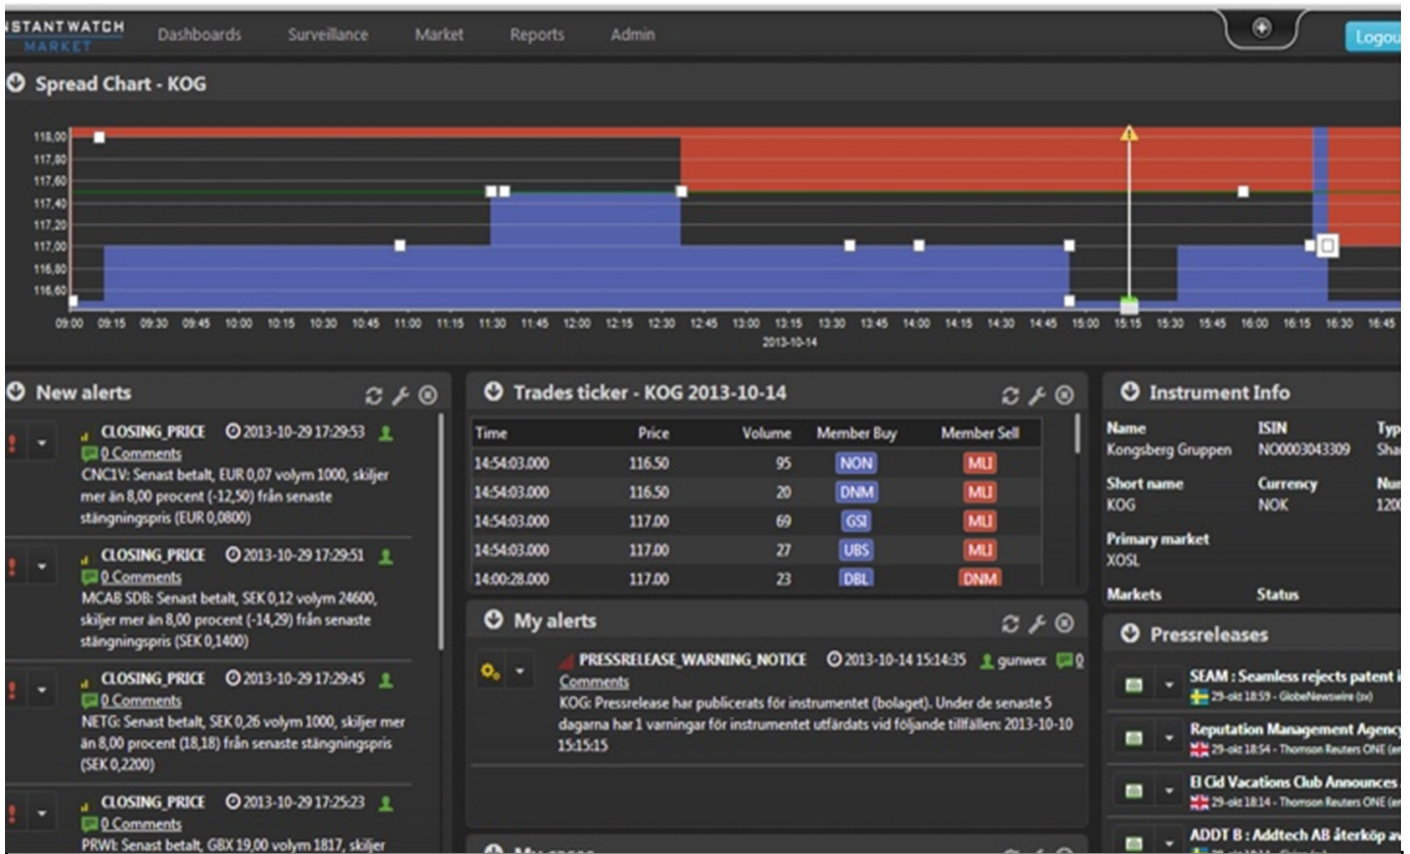 NSTANTWATCH
MARKET
Dashboards Surveillance Market Reports Admin
Logou
Spread Chart - KOG
118,00
117,80
117,60
117,40
117,20
117,00
116,80
116,60
09:00 09:15 09:30 09:45 10:00 10:15 10:30 10:45 11:00 11:15 11:30 11:45 12:00 12:15 12:30 12:45 13:00 13:15 13:30 13:45 14:00 14:15 14:30 14:45 15:00 15:15 15:30 15:45 16:00 16:15 16:30 16:45
2013-10-14
New alerts
CLOSING_PRICE 2013-10-29 17:29:53
0 Comments
CNC1V: Senast betalt, EUR 0,07 volym 1000, skiljer
mer än 8,00 procent (-12,50) från senaste
stängningspris (EUR 0,0800)
CLOSING_PRICE 2013-10-29 17:29:51
0 Comments
MCAB SDB: Senast betalt, SEK 0,12 volym 24600,
skiljer mer än 8,00 procent (-14,29) från senaste
stängningspris (SEK 0,1400)
CLOSING_PRICE 2013-10-29 17:29:45
0 Comments
NETG: Senast betalt, SEK 0,26 volym 1000, skiljer mer
än 8,00 procent (18,18) från senaste stängningspris
(SEK 0,2200)
CLOSING_PRICE 2013-10-29 17:25:23
0 Comments
PRWI: Senast betalt, GBX 19,00 volym 1817, skiljer
Trades ticker - KOG 2013-10-14
Time Price Volume Member Buy Member Sell
14:54:03.000 116.50 95 NON MLI
14:54:03.000 116.50 20 DNM MLI
14:54:03.000 117.00 69 GSI MLI
14:54:03.000 117.00 27 UBS MLI
14:00:28.000 117.00 23 DBL DNM
My alerts
PRESSRELEASE_WARNING_NOTICE 2013-10-14 15:14:35 gunwex 0
Comments
KOG: Pressrelease har publicerats för instrumentet (bolaget). Under de senaste 5
dagarna har 1 varningar för instrumentet utfärdats vid följande tillfällen: 2013-10-10
15:15:15
Instrument Info
Name ISIN Typ
Kongsberg Gruppen NO0003043309 Sha
Short name Currency Nu
KOG NOK 1200
Primary market
XOSL
Markets Status
Pressreleases
SEAM : Seamless rejects patent i
29-okt 18:59 - GlobeNewswire (sv)
Reputation Management Agency
29-okt 18:54 - Thomson Reuters ONE (en
El Cid Vacations Club Announces
29-okt 18:14 - Thomson Reuters ONE (en
ADDT B : Addtech AB återköp av